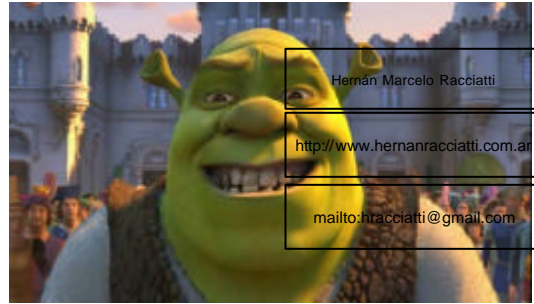 Hernán Marcelo Racciatti
http://www.hernanracciatti.com.ar
mailto:hracciatti@gmail.com